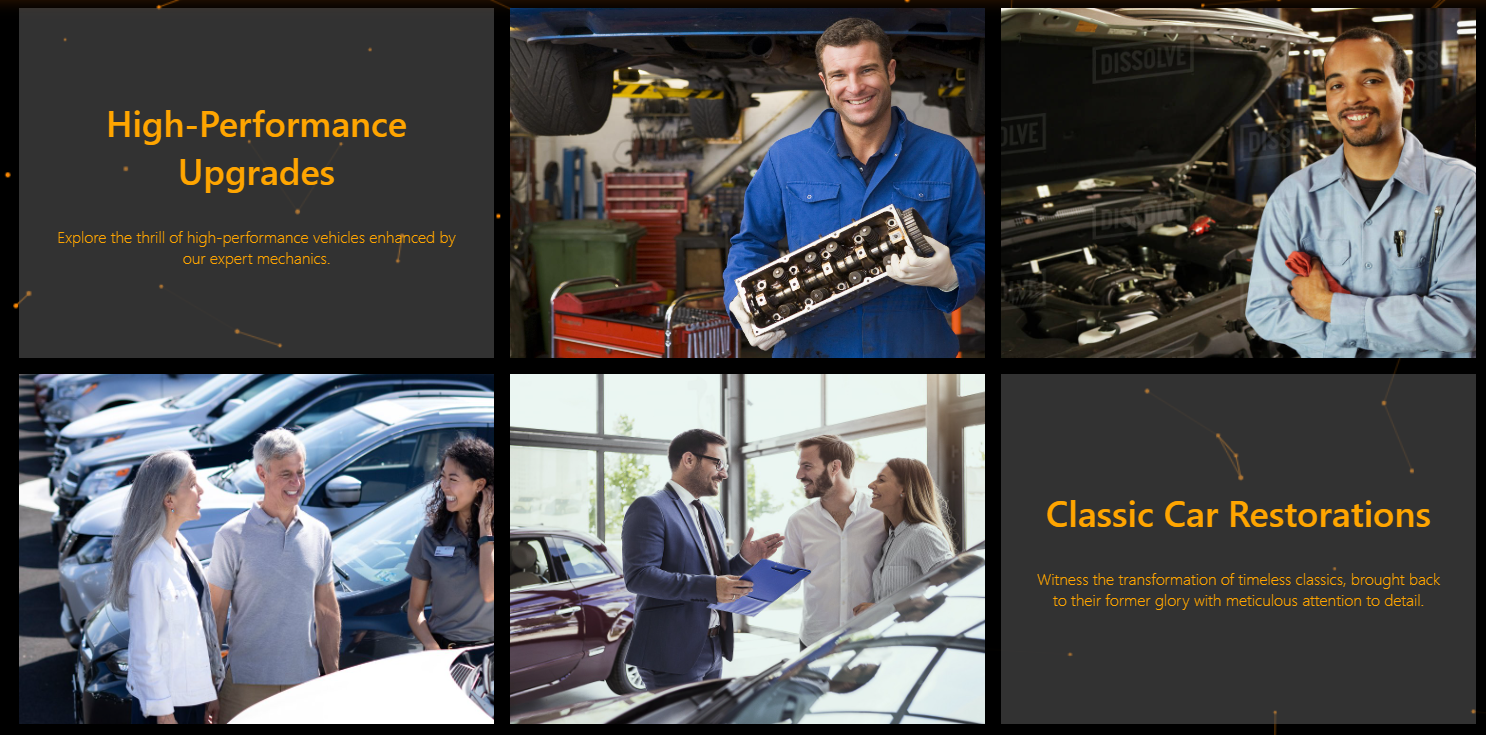 High-Performance
Upgrades
Explore the thrill of high-performance vehicles enhanced by
our expert mechanics.
DISSOLVE
Classic Car Restorations
Witness the transformation of timeless classics, brought back
to their former glory with meticulous attention to detail.